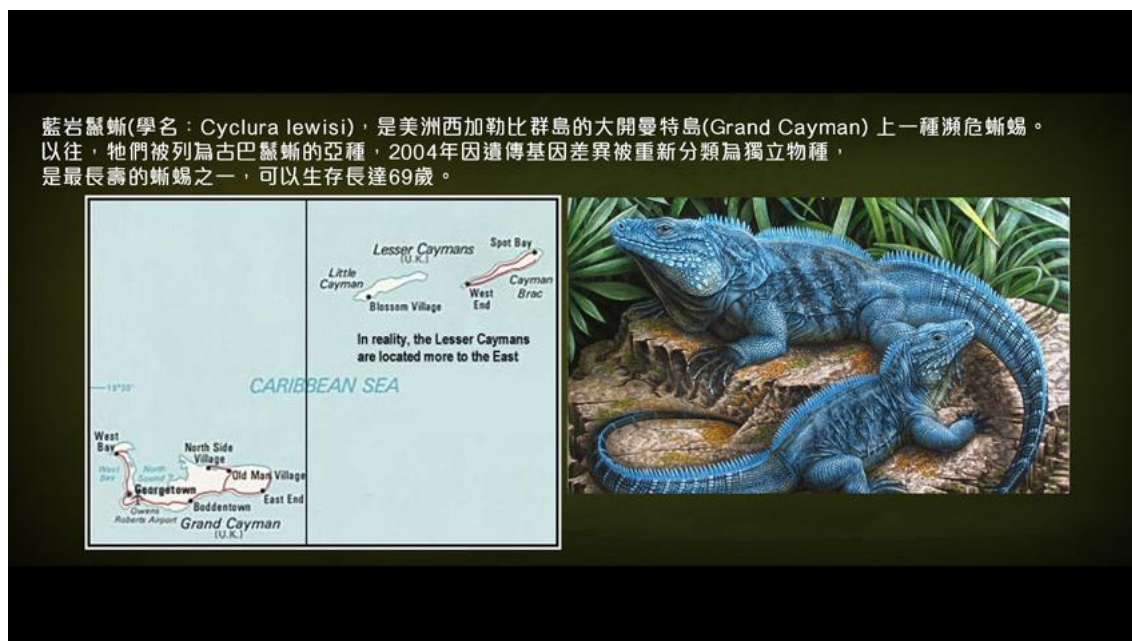 藍岩鬣蜥(學名：Cyclura lewisi)，是美洲西加勒比群島的大開曼特島(Grand Cayman) 上一種瀕危蜥蜴。
以往，牠們被列為古巴鬣蜥的亞種，2004年因遺傳基因差異被重新分類為獨立物種，
是最長壽的蜥蜴之一，可以生存長達69歲。
Lesser Caymans
(U.K.)
Spot Bay
Little
Cayman
Cayman
Brac
West
End
Blossom Village
In reality, the Lesser Caymans
are located more to the East
CARIBBEAN SEA
West
Bay
North Side
Village
West
Bay
North
Sound
Old Man Village
Georgetown
East End
Boddentown
Owens
Roberts Airport
Grand Cayman
(U.K.)